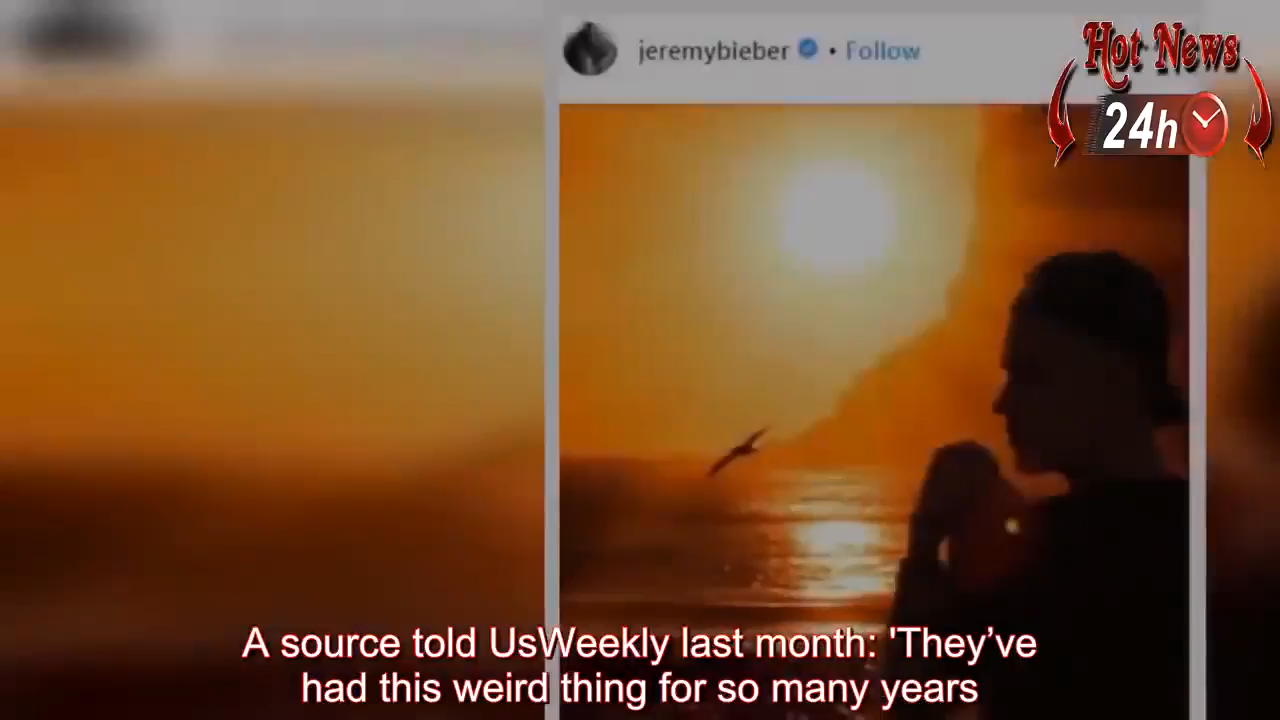 jeremybieber • Follow
Hot News
24h
A source told UsWeekly last month: 'They’ve
had this weird thing for so many years